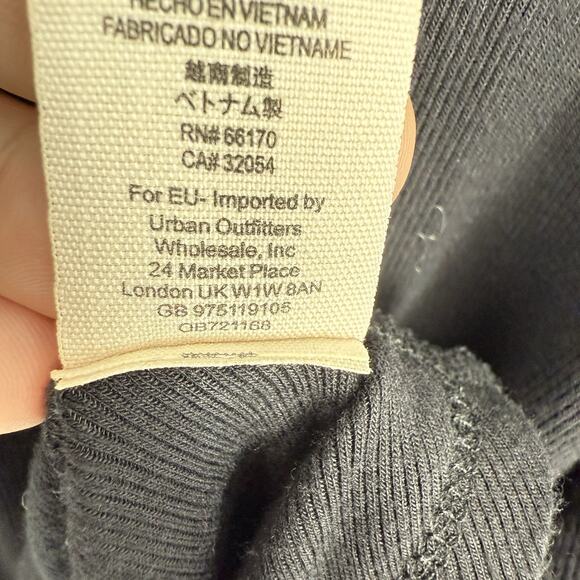 HECHO EN VIETNAM
FABRICADO NO VIETNAME
越南制造
ベトナム製
RN# 66170
CA# 32054
For EU- Imported by
Urban Outfitters
Wholesale, Inc
24 Market Place
London UK W1W 8AN
GB 975119105
GB721168